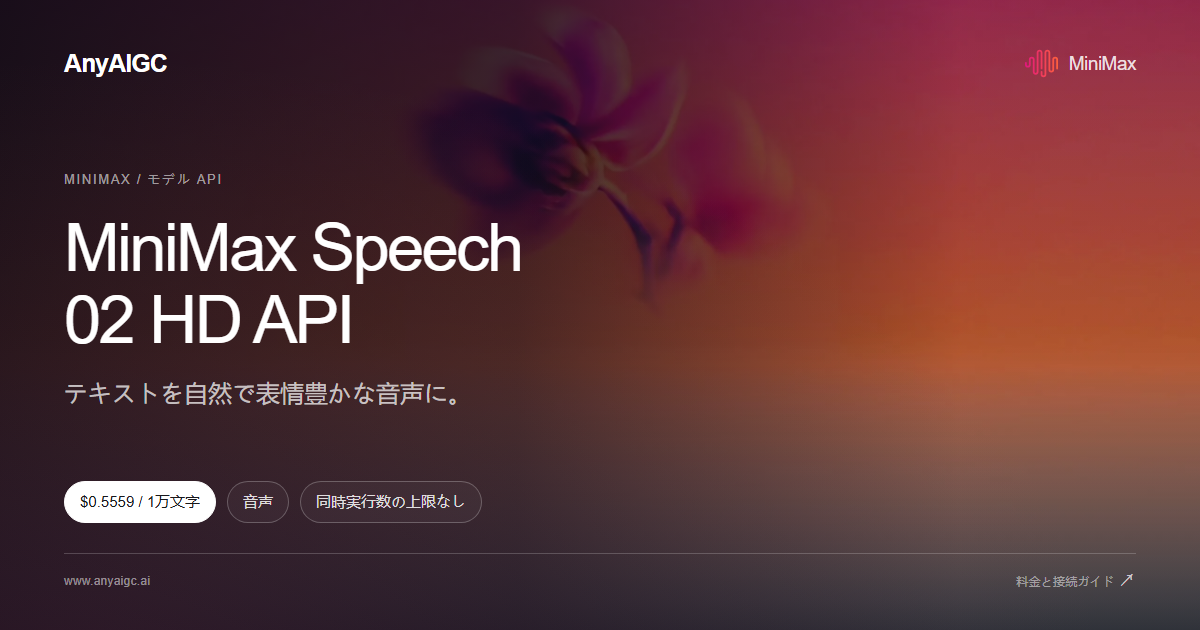 AnyAIGC
MiniMax
MINIMAX / モデル API
MiniMax Speech
02 HD API
テキストを自然で表情豊かな音声に。
$0.5559 / 1万文字
音声
同時実行数の上限なし
www.anyaigc.ai
料金と接続ガイド ↗